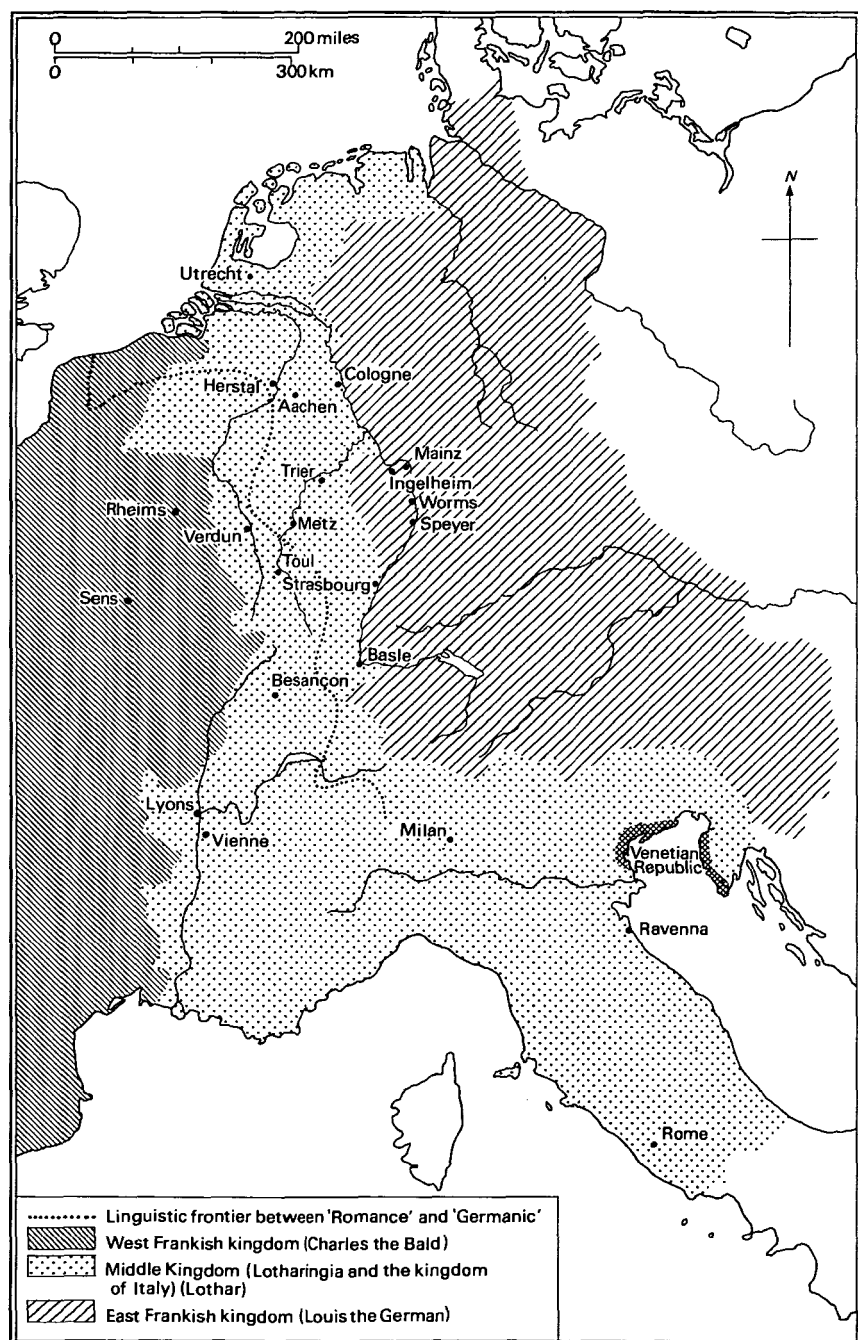 0 200 miles
0 300 km
N
Utrecht
Herstal
Cologne
Aachen
Mainz
Trier
Ingelheim
Worms
Rheims
Metz
Speyer
Verdun
Toul
Strasbourg
Sens
Basle
Besançon
Lyons
Milan
Vienne
Venetian
Republic
Ravenna
Rome
Linguistic frontier between 'Romance' and 'Germanic'
West Frankish kingdom (Charles the Bald)
Middle Kingdom (Lotharingia and the kingdom
of Italy) (Lothar)
East Frankish kingdom (Louis the German)